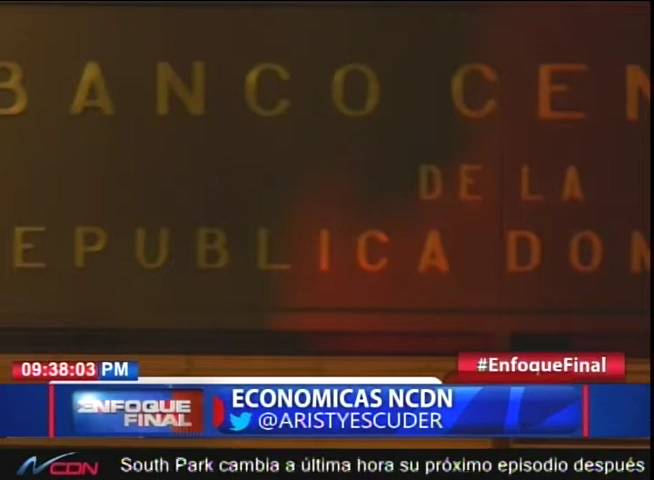 BANCO CEN
DE LA
EPUBLICA DOM
09:38:03 PM
#EnfoqueFinal
ENFOQUE
FINAL
ECONOMICAS NCDN
@ARISTYESCUDER
NCDN
South Park cambia a última hora su próximo episodio después